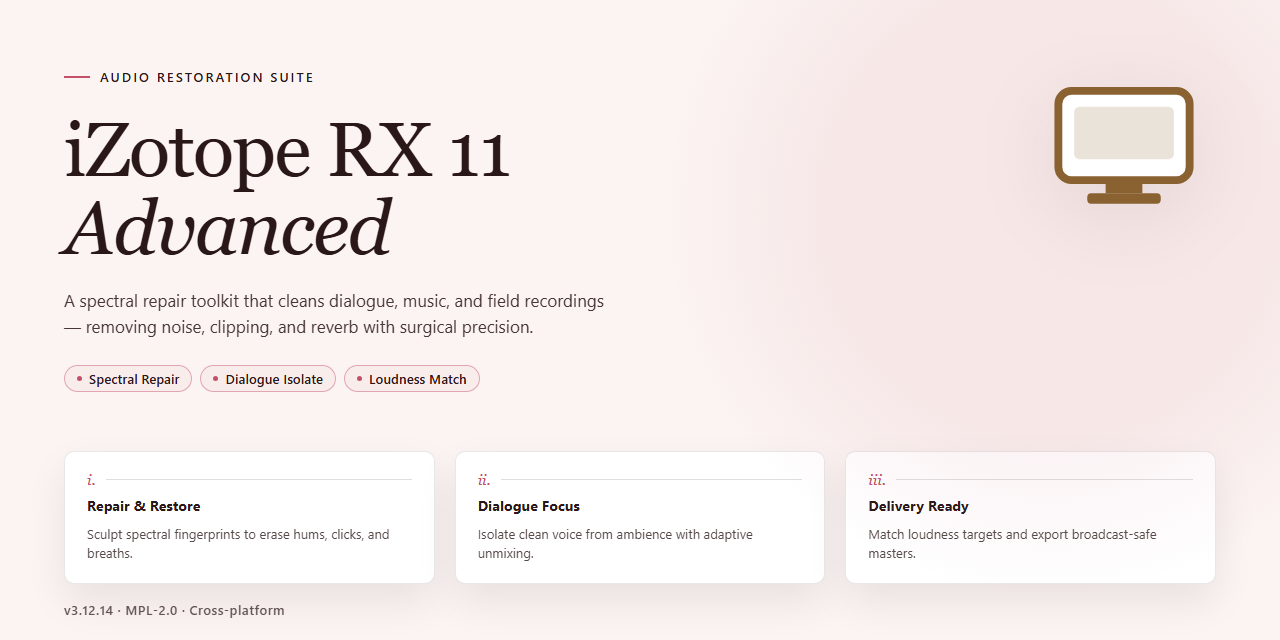 AUDIO RESTORATION SUITE
iZotope RX 11
Advanced
A spectral repair toolkit that cleans dialogue, music, and field recordings
— removing noise, clipping, and reverb with surgical precision.
Spectral Repair
Dialogue Isolate
Loudness Match
i.
Repair & Restore
Sculpt spectral fingerprints to erase hums, clicks, and
breaths.
ii.
Dialogue Focus
Isolate clean voice from ambience with adaptive
unmixing.
iii.
Delivery Ready
Match loudness targets and export broadcast-safe
masters.
v3.12.14 · MPL-2.0 · Cross-platform